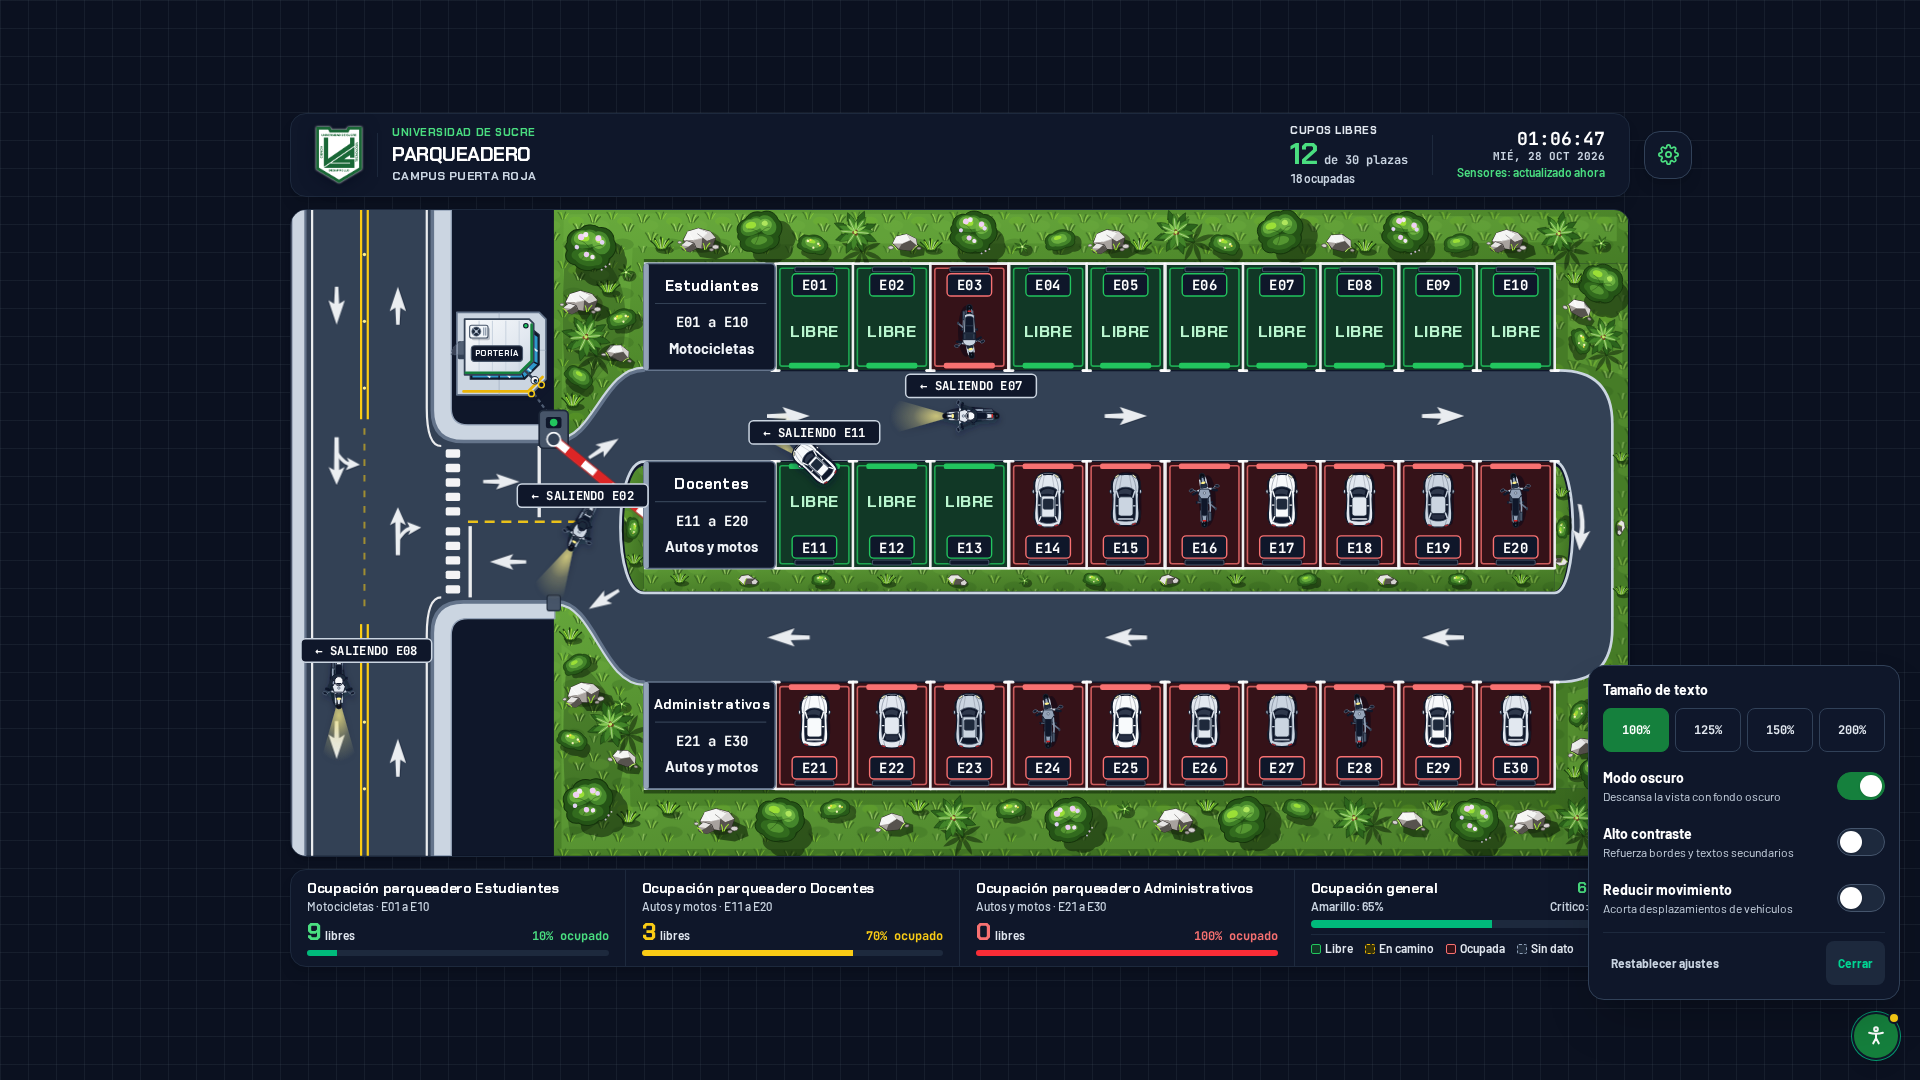 UNIVERSIDAD DE SUCRE
PARQUEADERO
CAMPUS PUERTA ROJA
CUPOS LIBRES
12 de 30 plazas
18 ocupadas
01:06:47
MIÉ, 28 OCT 2026
Sensores: actualizado ahora
PORTERÍA
Estudiantes
E01 a E10
Motocicletas
E01 E02 E03 E04 E05 E06 E07 E08 E09 E10
LIBRE LIBRE LIBRE LIBRE LIBRE LIBRE LIBRE LIBRE LIBRE
← SALIENDO E07
← SALIENDO E11
← SALIENDO E02
← SALIENDO E08
Docentes
E11 a E20
Autos y motos
LIBRE LIBRE LIBRE
E11 E12 E13 E14 E15 E16 E17 E18 E19 E20
Administrativos
E21 a E30
Autos y motos
E21 E22 E23 E24 E25 E26 E27 E28 E29 E30
Ocupación parqueadero Estudiantes
Motocicletas · E01 a E10
9 libres
10% ocupado
Ocupación parqueadero Docentes
Autos y motos · E11 a E20
3 libres
70% ocupado
Ocupación parqueadero Administrativos
Autos y motos · E21 a E30
0 libres
100% ocupado
Ocupación general
6
Amarillo: 65%
Crítico:
Libre En camino Ocupada Sin dato
Tamaño de texto
100% 125% 150% 200%
Modo oscuro
Descansa la vista con fondo oscuro
Alto contraste
Refuerza bordes y textos secundarios
Reducir movimiento
Acorta desplazamientos de vehículos
Restablecer ajustes
Cerrar